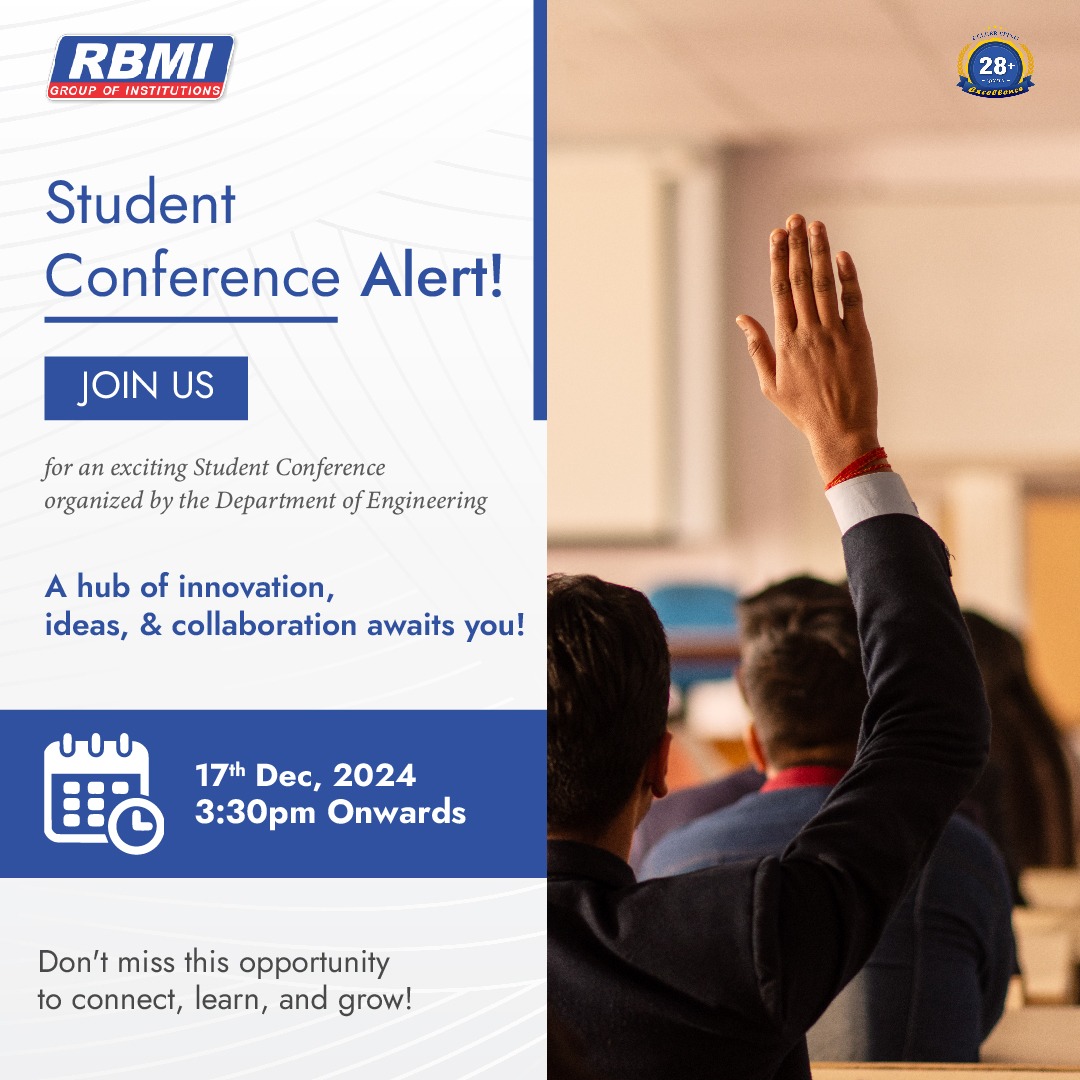 RBMI
GROUP OF INSTITUTIONS
28+
Excellence
Student
Conference Alert!
JOIN US
for an exciting Student Conference
organized by the Department of Engineering
A hub of innovation,
ideas, & collaboration awaits you!
17th Dec, 2024
3:30pm Onwards
Don't miss this opportunity
to connect, learn, and grow!